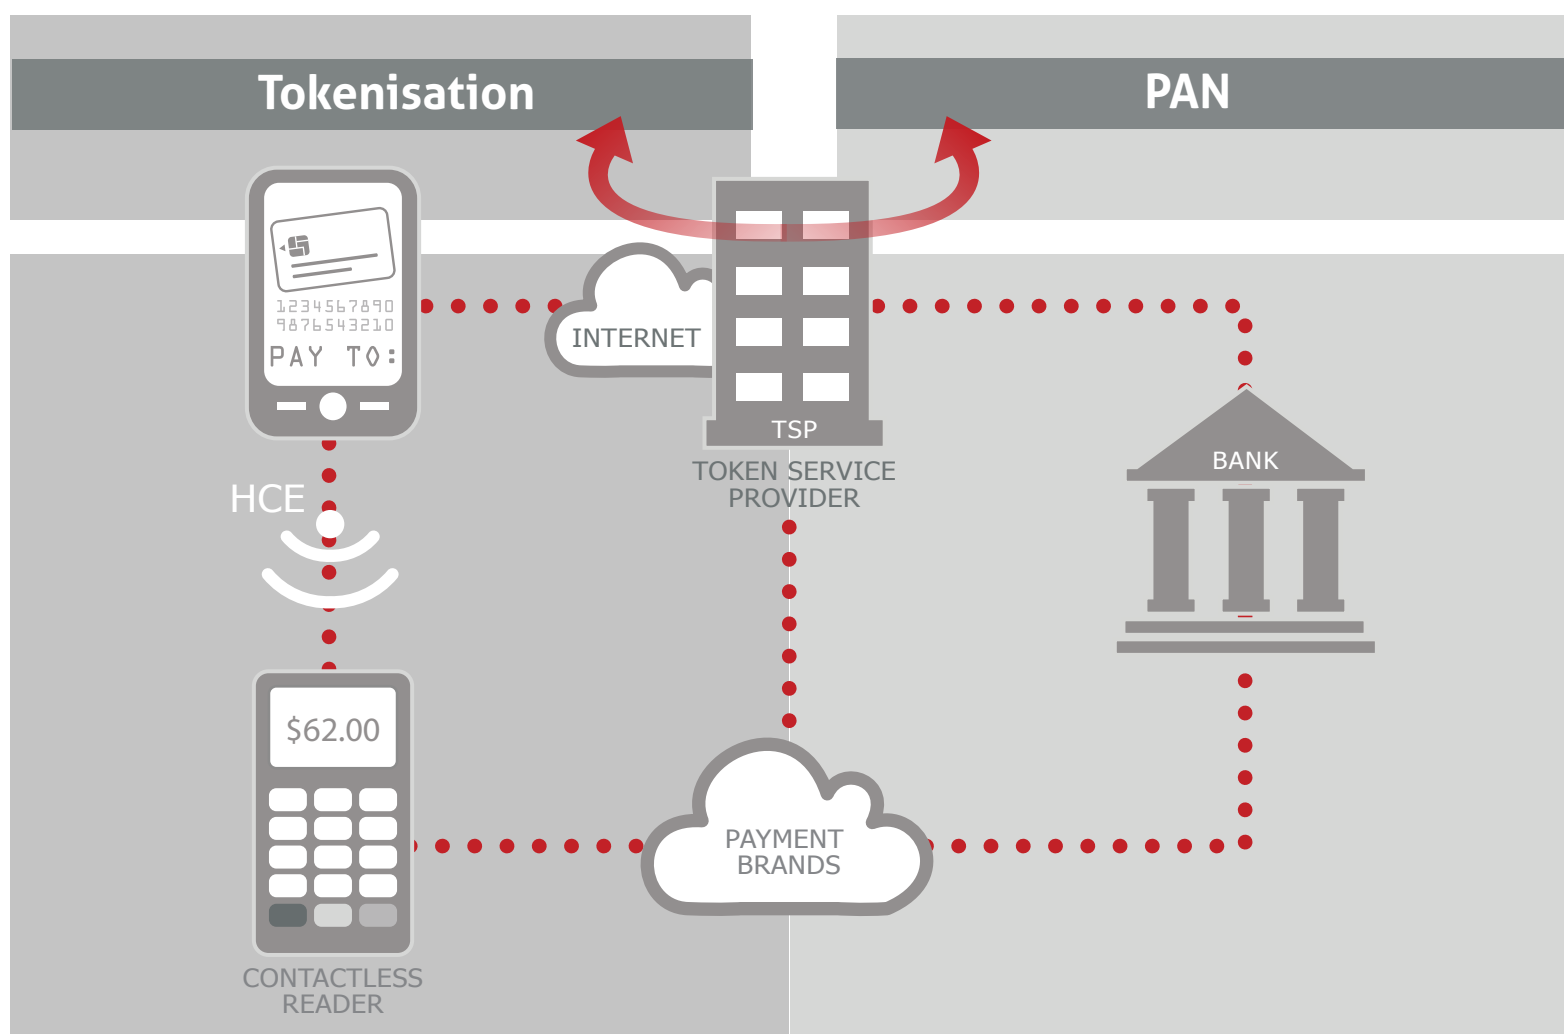 Tokenisation
PAN
1234567890
9876543210
PAY TO:
INTERNET
TSP
TOKEN SERVICE
PROVIDER
BANK
HCE
$62.00
PAYMENT
BRANDS
CONTACTLESS
READER